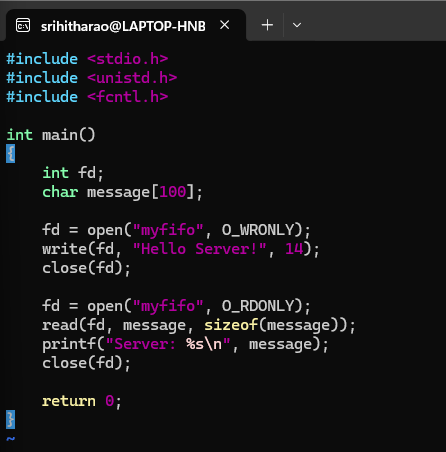 srihitharao@LAPTOP-HNB
#include <stdio.h>
#include <unistd.h>
#include <fcntl.h>

int main()
{
    int fd;
    char message[100];

    fd = open("myfifo", O_WRONLY);
    write(fd, "Hello Server!", 14);
    close(fd);

    fd = open("myfifo", O_RDONLY);
    read(fd, message, sizeof(message));
    printf("Server: %s\n", message);
    close(fd);

    return 0;
}
~